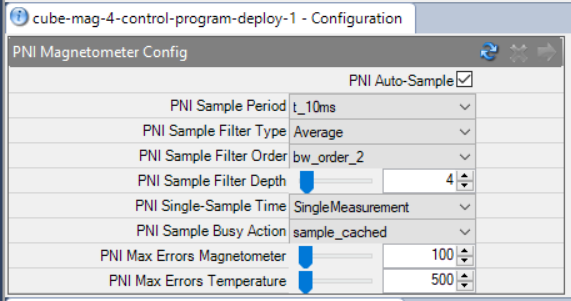 cube-mag-4-control-program-deploy-1 - Configuration
PNI Magnetometer Config
PNI Auto-Sample
PNI Sample Period t_10ms
PNI Sample Filter Type Average
PNI Sample Filter Order bw_order_2
PNI Sample Filter Depth 4
PNI Single-Sample Time SingleMeasurement
PNI Sample Busy Action sample_cached
PNI Max Errors Magnetometer 100
PNI Max Errors Temperature 500